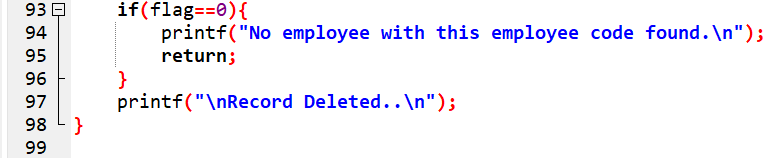 93 if(flag==0){
94 printf("No employee with this employee code found.\n");
95 return;
96 }
97 printf("\nRecord Deleted..\n");
98 }
99